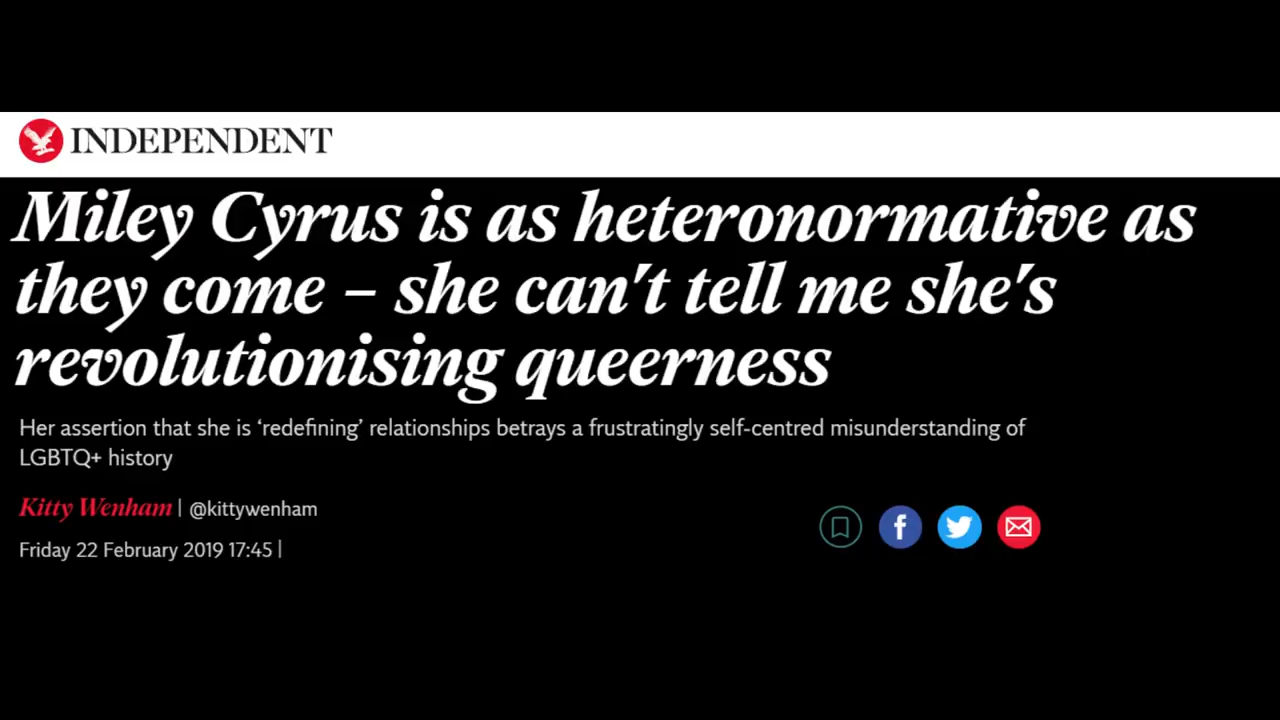 INDEPENDENT
Miley Cyrus is as heteronormative as
they come – she can't tell me she's
revolutionising queerness
Her assertion that she is ‘redefining’ relationships betrays a frustratingly self-centred misunderstanding of
LGBTQ+ history
Kitty Wenham | @kittywenham
Friday 22 February 2019 17:45 |